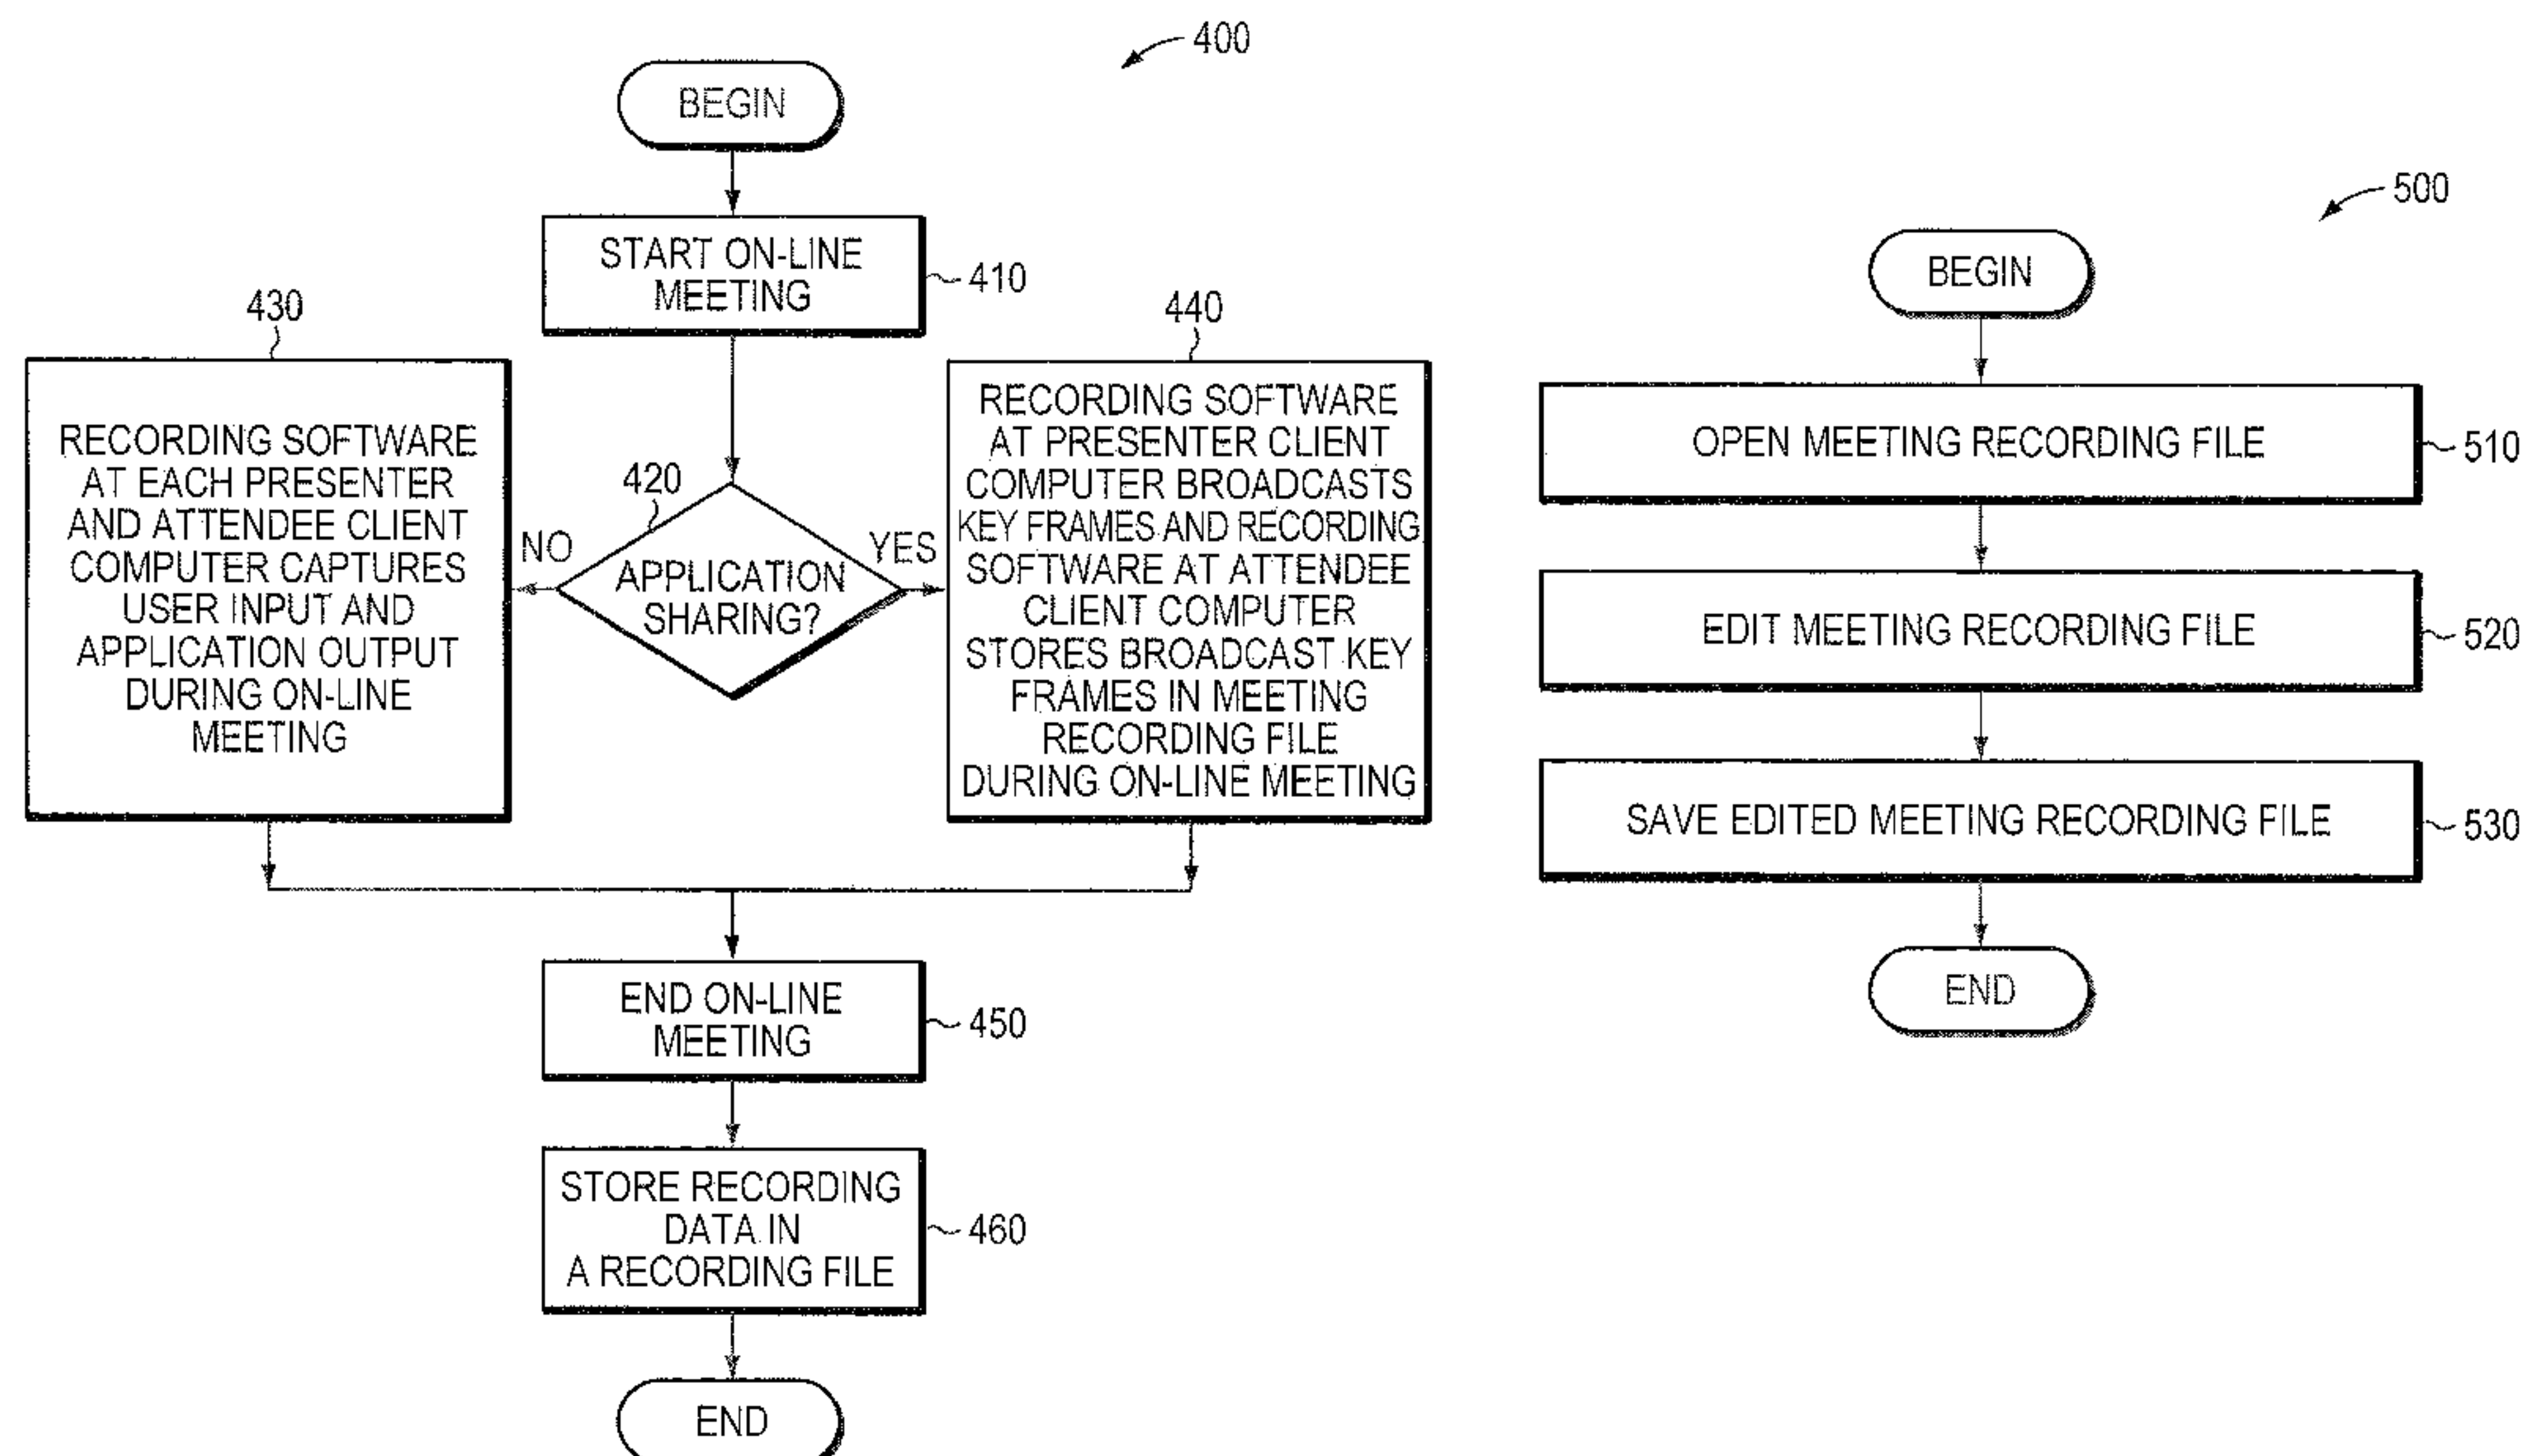 400
BEGIN
START ON-LINE
MEETING
410
430
RECORDING SOFTWARE
AT EACH PRESENTER
AND ATTENDEE CLIENT
COMPUTER CAPTURES
USER INPUT AND
APPLICATION OUTPUT
DURING ON-LINE
MEETING
420
NO
APPLICATION
SHARING?
YES
440
RECORDING SOFTWARE
AT PRESENTER CLIENT
COMPUTER BROADCASTS
KEY FRAMES AND RECORDING
SOFTWARE AT ATTENDEE
CLIENT COMPUTER
STORES BROADCAST KEY
FRAMES IN MEETING
RECORDING FILE
DURING ON-LINE MEETING
END ON-LINE
MEETING
450
STORE RECORDING
DATA IN
A RECORDING FILE
460
END
500
BEGIN
OPEN MEETING RECORDING FILE
510
EDIT MEETING RECORDING FILE
520
SAVE EDITED MEETING RECORDING FILE
530
END